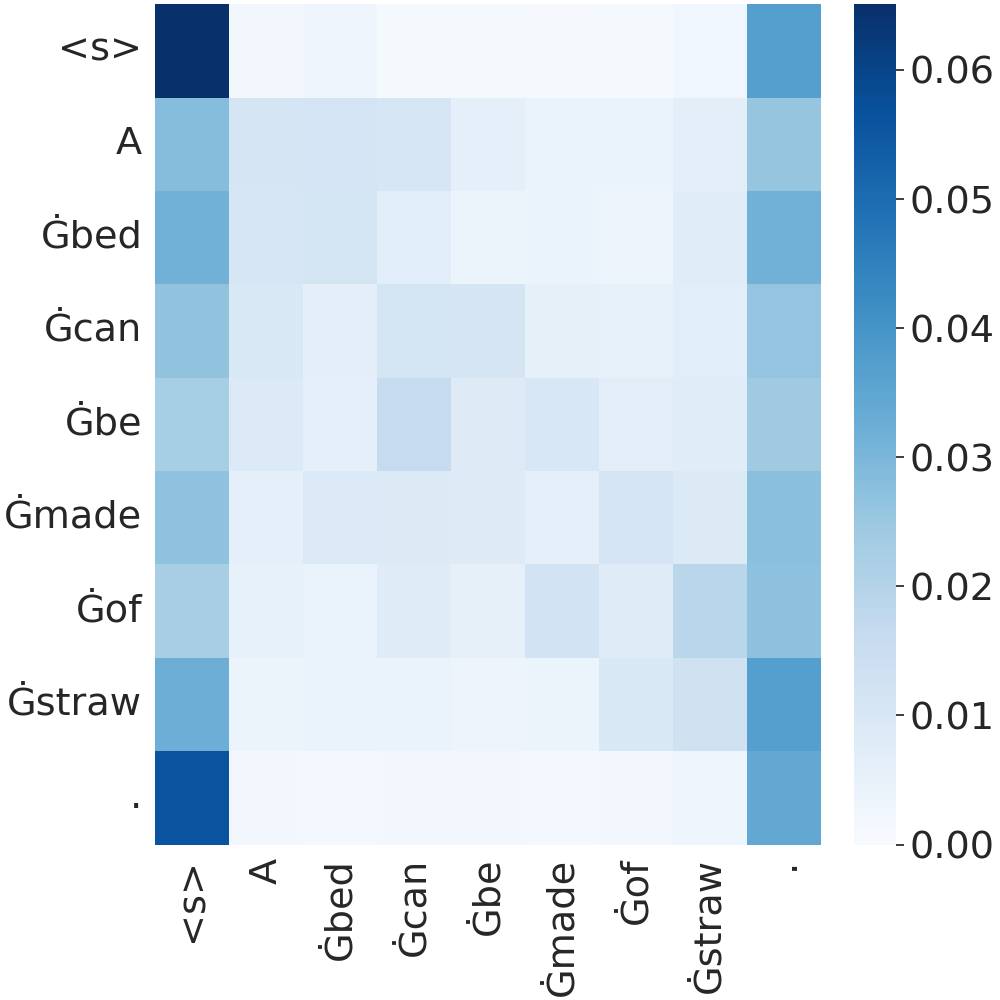 <s>
A
Ġbed
Ġcan
Ġbe
Ġmade
Ġof
Ġstraw
.
<s> A Ġbed Ġcan Ġbe Ġmade Ġof Ġstraw .
0.06
0.05
0.04
0.03
0.02
0.01
0.00